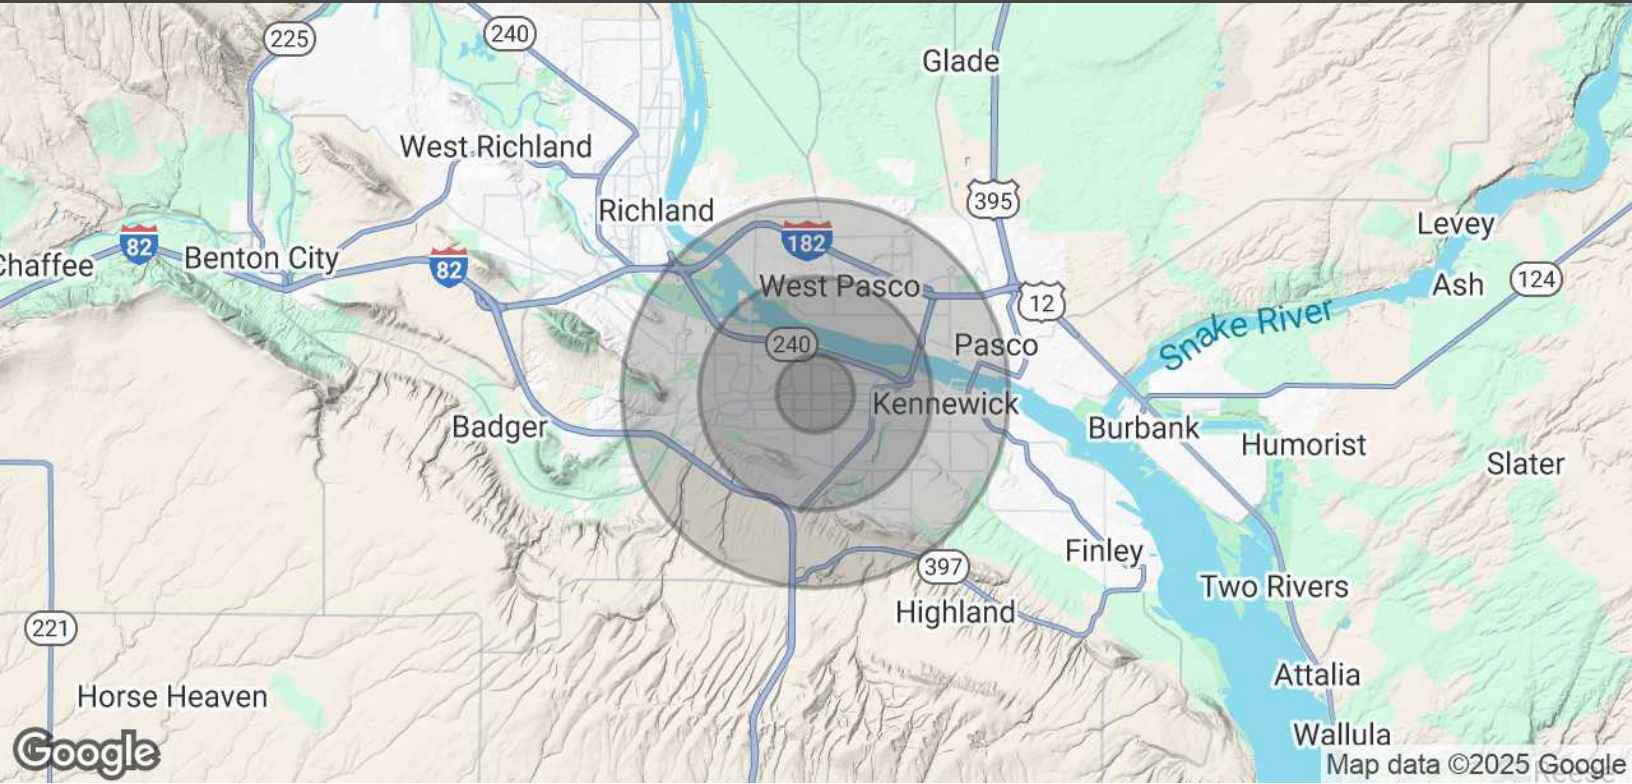 225
240
Glade
West Richland
395
Richland
Levey
82
182
Chaffee
Benton City
82
West Pasco
Ash
124
12
Snake River
240
Pasco
Kennewick
Badger
Burbank
Humorist
Slater
Finley
397
Two Rivers
Highland
221
Attalia
Horse Heaven
Wallula
Google
Map data ©2025 Google